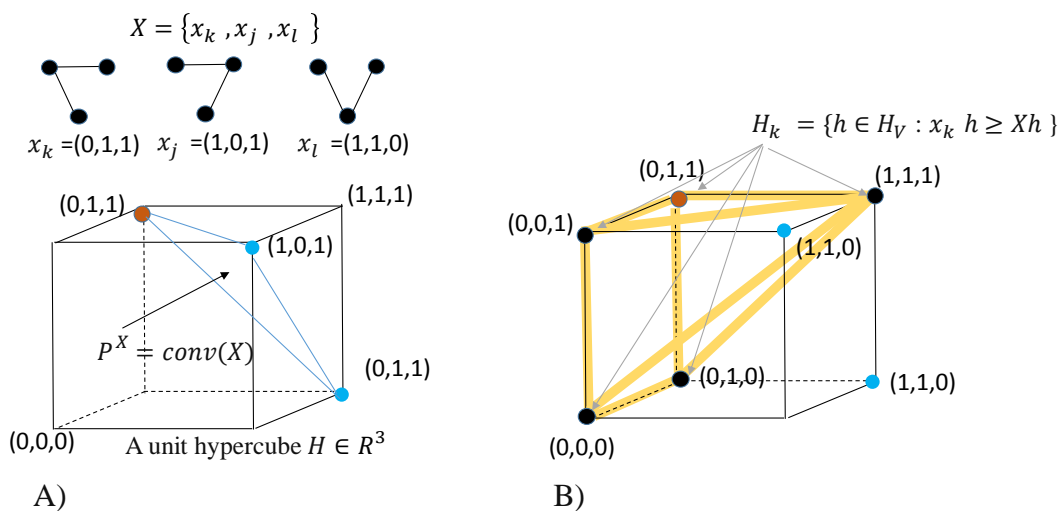 X = {x_k , x_j , x_l }
x_k =(0,1,1) x_j =(1,0,1) x_l =(1,1,0)
(0,1,1)
(1,1,1)
(1,0,1)
P^X = conv(X)
(0,1,1)
(0,0,0)
A unit hypercube H ∈ R^3
A)
H_k = {h ∈ H_V : x_k h ≥ Xh }
(0,1,1)
(1,1,1)
(0,0,1)
(1,1,0)
(0,1,0)
(1,1,0)
(0,0,0)
B)